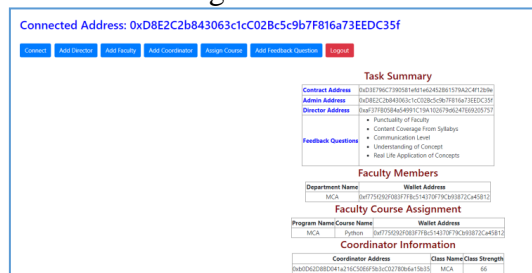 Connected Address: 0xD8E2C2b843063c1cC02Bc5c9b7F816a73EEDC35f
Connect Add Director Add Faculty Add Coordinator Assign Course Add Feedback Question Logout
Task Summary
Contract Address
Admin Address 0xD8E2C2b843063c1cC02Bc5c9b7F816a73EEDC35f
Director Address
Feedback Questions
Punctuality of Faculty
Content Coverage From Syllabys
Communication Level
Understanding of Concept
Real Life Application of Concepts
Faculty Members
Department Name Wallet Address
MCA
Faculty Course Assignment
Program Name Course Name Wallet Address
MCA Python
Coordinator Information
Coordinator Address Class Name Class Strength
MCA 66